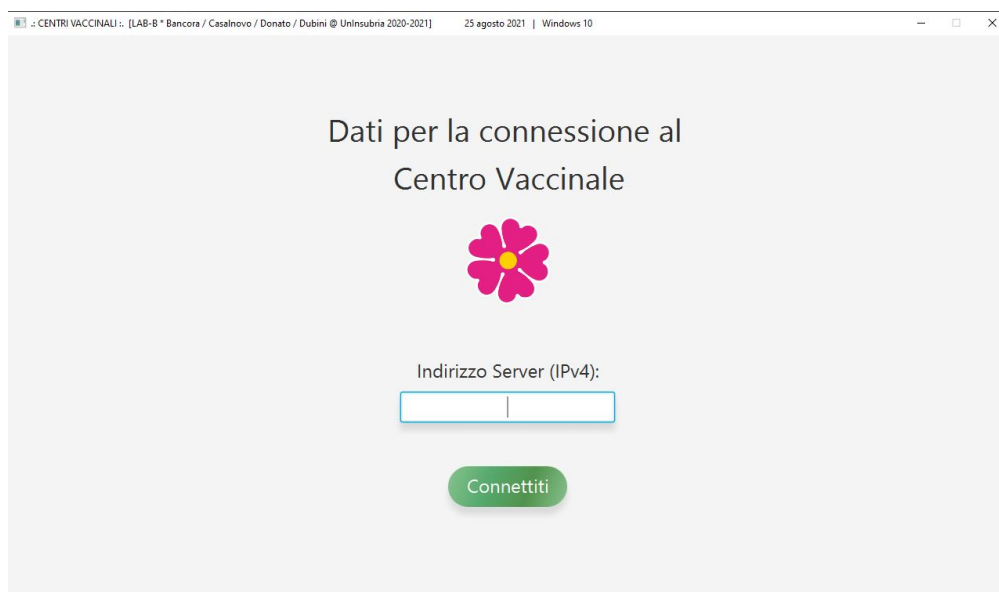 .: CENTRI VACCINALI :. [LAB-B * Bancora / Casalnovo / Donato / Dubini @ UnInsubria 2020-2021] 25 agosto 2021 | Windows 10
Dati per la connessione al
Centro Vaccinale
Indirizzo Server (IPv4):
Connettiti